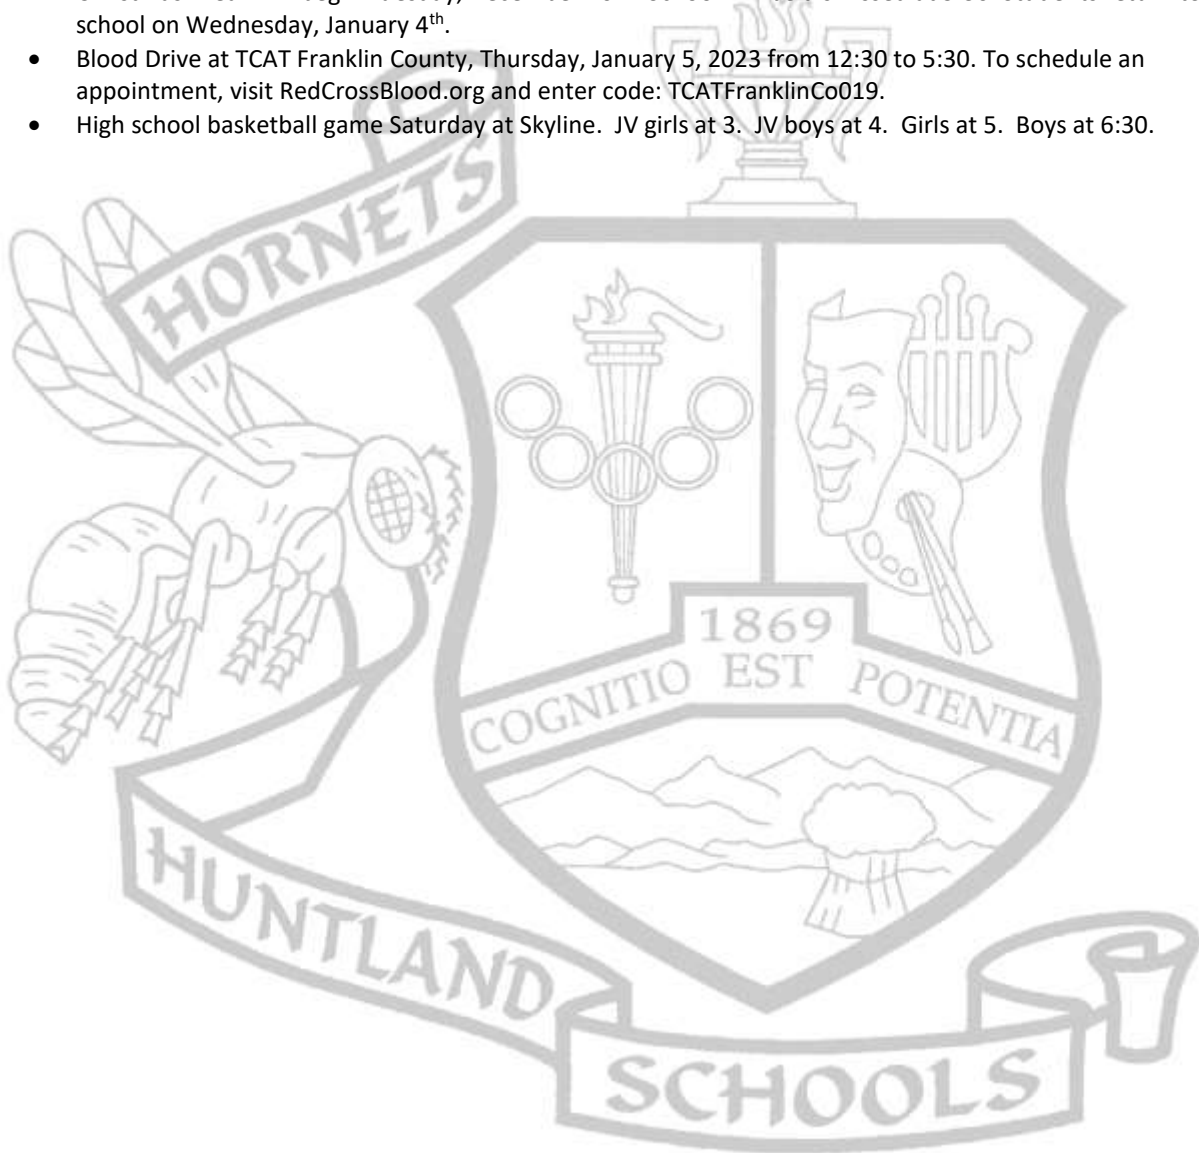 school on Wednesday, January 4th.
• Blood Drive at TCAT Franklin County, Thursday, January 5, 2023 from 12:30 to 5:30. To schedule an
appointment, visit RedCrossBlood.org and enter code: TCATFranklinCo019.
• High school basketball game Saturday at Skyline. JV girls at 3. JV boys at 4. Girls at 5. Boys at 6:30.
HORNETS
1869
COGNITIO EST POTENTIA
HUNTLAND
SCHOOLS